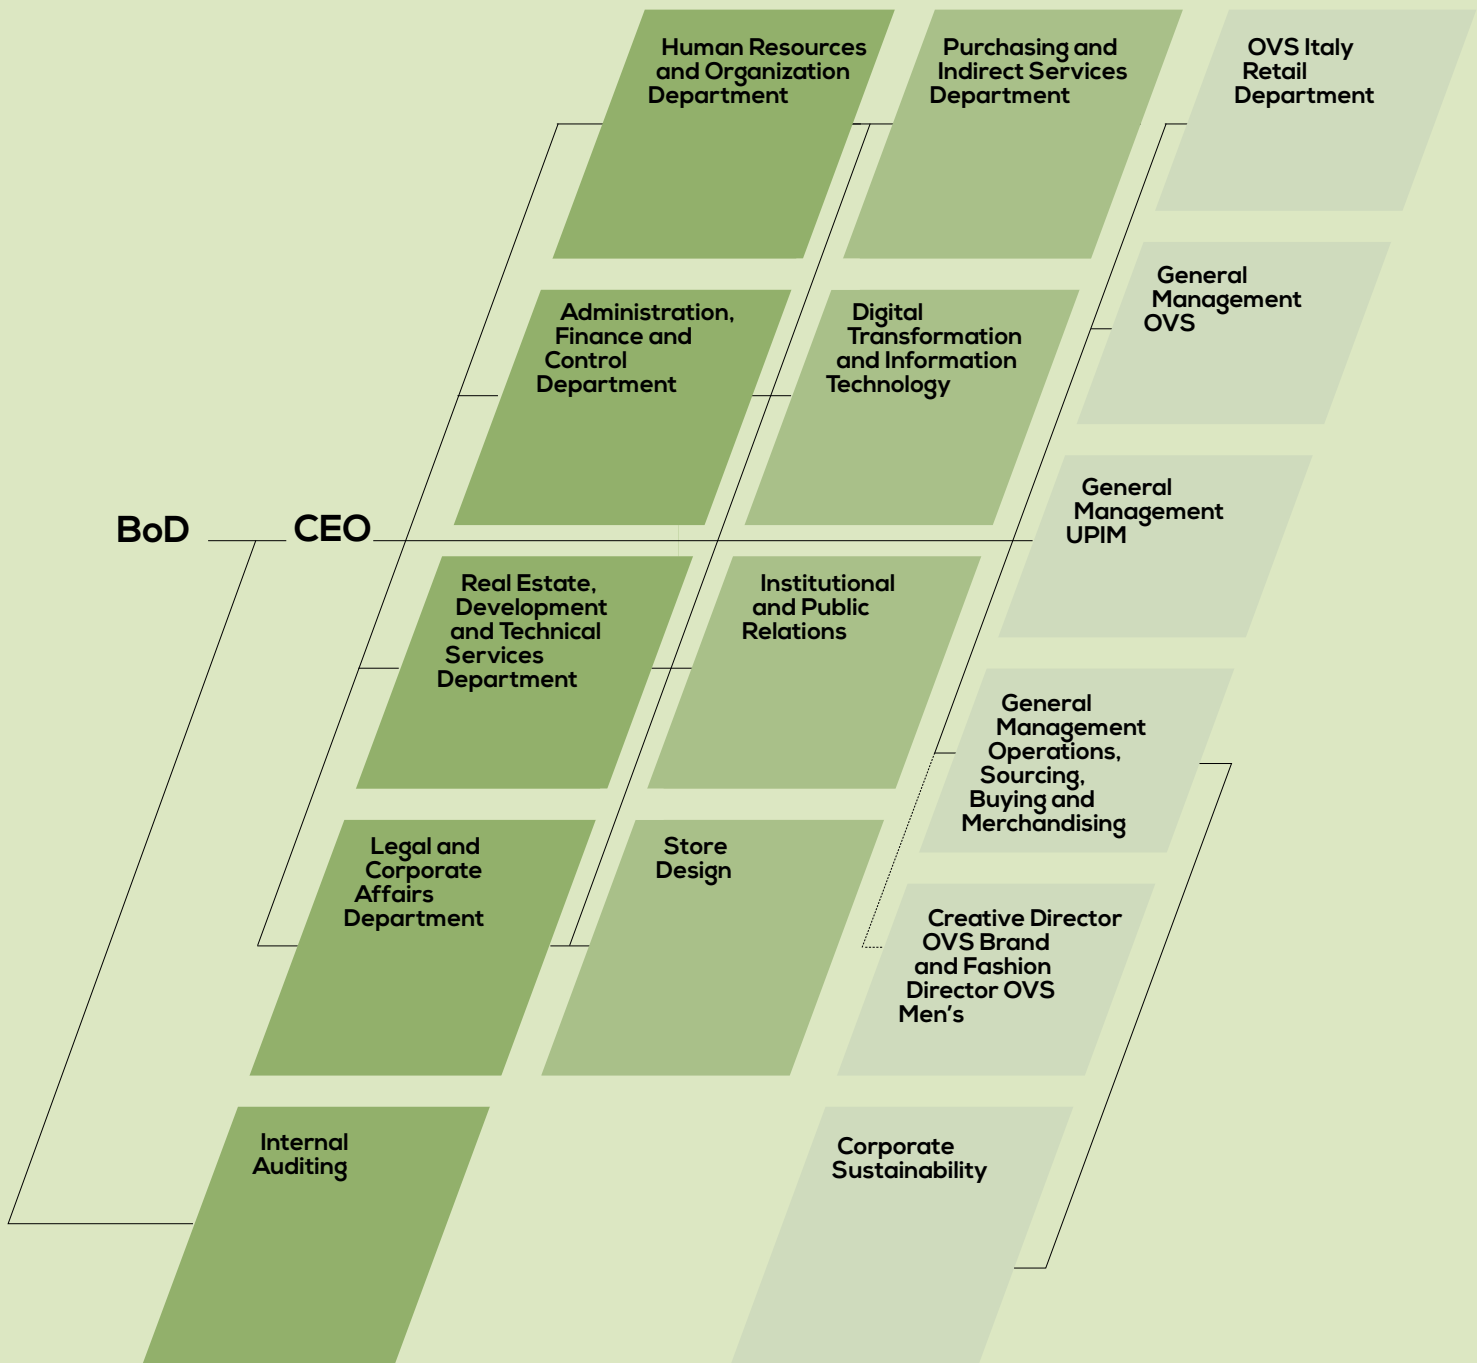 BoD
CEO
Human Resources
and Organization
Department
Administration,
Finance and
Control
Department
Real Estate,
Development
and Technical
Services
Department
Legal and
Corporate
Affairs
Department
Internal
Auditing
Purchasing and
Indirect Services
Department
Digital
Transformation
and Information
Technology
Institutional
and Public
Relations
Store
Design
OVS Italy
Retail
Department
General
Management
OVS
General
Management
UPIM
General
Management
Operations,
Sourcing,
Buying and
Merchandising
Creative Director
OVS Brand
and Fashion
Director OVS
Men’s
Corporate
Sustainability